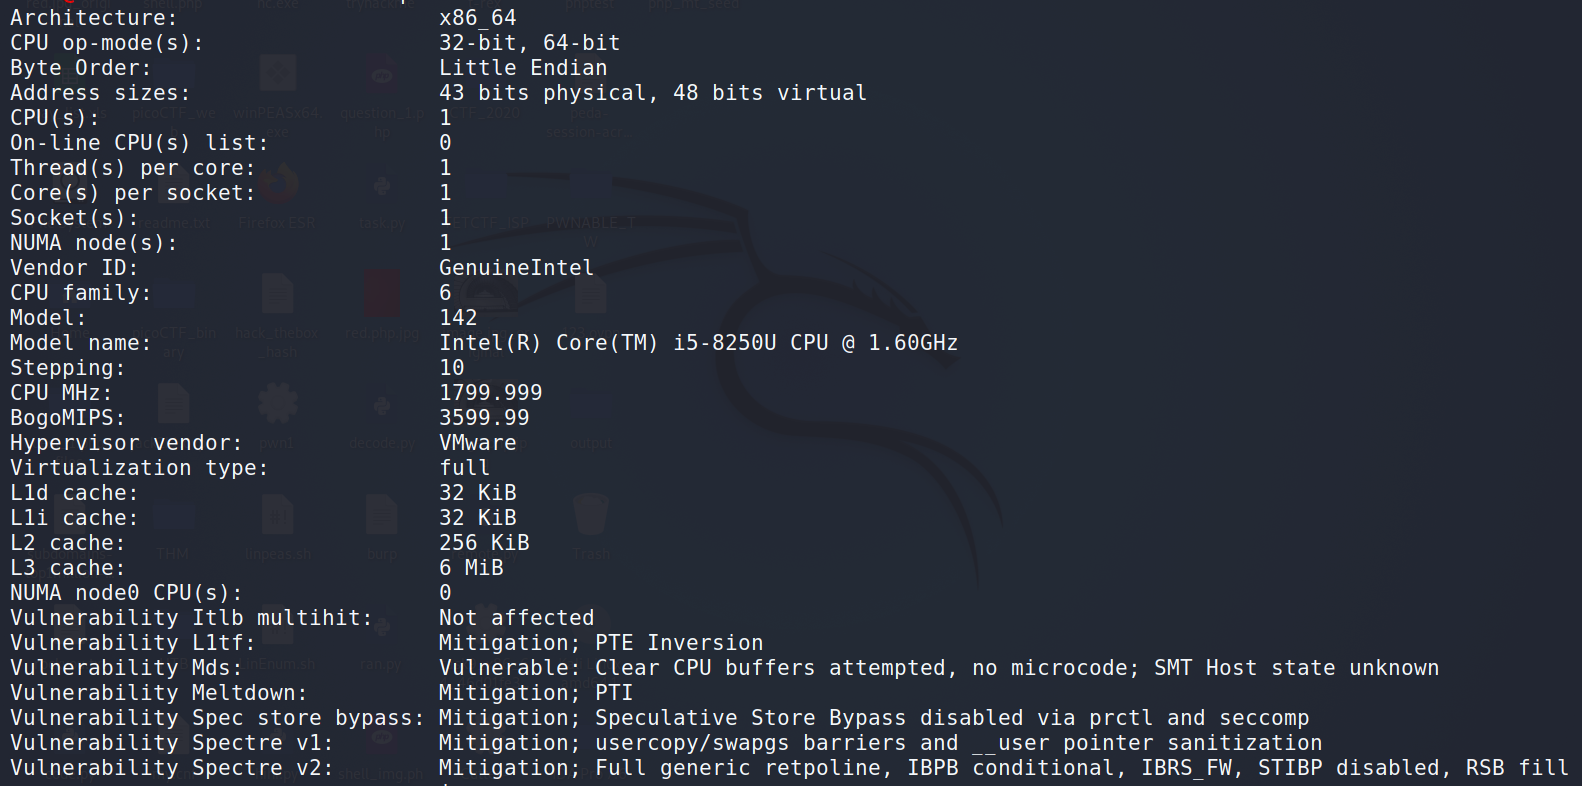 red.jpg_origi shell.php nc.exe tryhackme php_mt_seed
Architecture: x86_64
CPU op-mode(s): 32-bit, 64-bit
Byte Order: Little Endian
Address sizes: 43 bits physical, 48 bits virtual
CPU(s): 1
On-line CPU(s) list: 0
Thread(s) per core: 1
Core(s) per socket: 1
Socket(s): 1
NUMA node(s): 1
Vendor ID: GenuineIntel
CPU family: 6
Model: 142
Model name: Intel(R) Core(TM) i5-8250U CPU @ 1.60GHz
Stepping: 10
CPU MHz: 1799.999
BogoMIPS: 3599.99
Hypervisor vendor: VMware
Virtualization type: full
L1d cache: 32 KiB
L1i cache: 32 KiB
L2 cache: 256 KiB
L3 cache: 6 MiB
NUMA node0 CPU(s): 0
Vulnerability Itlb multihit: Not affected
Vulnerability L1tf: Mitigation; PTE Inversion
Vulnerability Mds: Vulnerable: Clear CPU buffers attempted, no microcode; SMT Host state unknown
Vulnerability Meltdown: Mitigation; PTI
Vulnerability Spec store bypass: Mitigation; Speculative Store Bypass disabled via prctl and seccomp
Vulnerability Spectre v1: Mitigation; usercopy/swapgs barriers and __user pointer sanitization
Vulnerability Spectre v2: Mitigation; Full generic retpoline, IBPB conditional, IBRS_FW, STIBP disabled, RSB fill